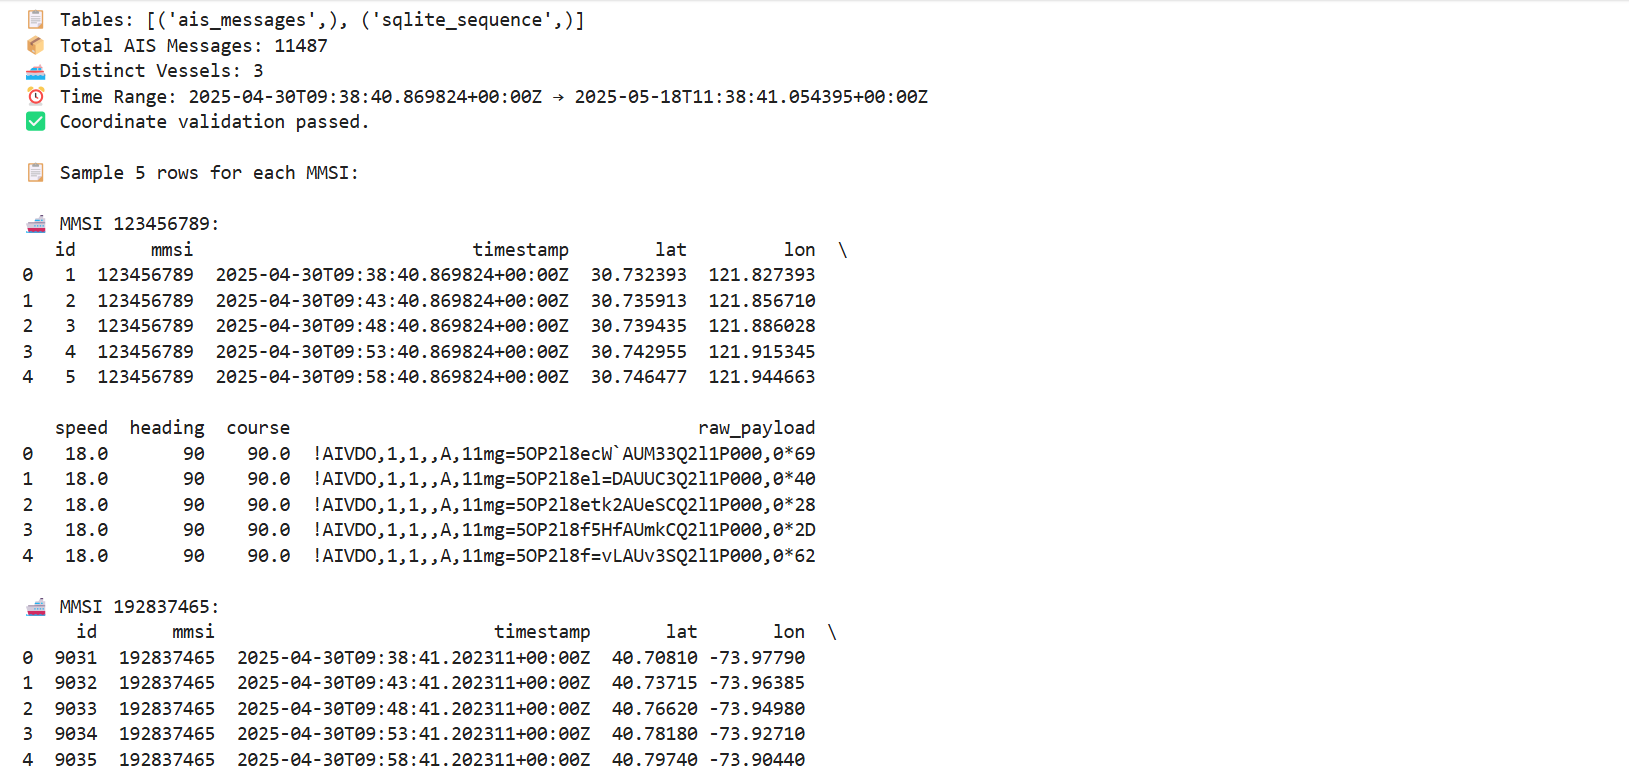 📋 Tables: [('ais_messages',), ('sqlite_sequence',)]
📦 Total AIS Messages: 11487
🚤 Distinct Vessels: 3
⏰ Time Range: 2025-04-30T09:38:40.869824+00:00Z → 2025-05-18T11:38:41.054395+00:00Z
✅ Coordinate validation passed.
📋 Sample 5 rows for each MMSI:
🚢 MMSI 123456789:
   id       mmsi                          timestamp        lat         lon  \
0   1  123456789  2025-04-30T09:38:40.869824+00:00Z  30.732393  121.827393
1   2  123456789  2025-04-30T09:43:40.869824+00:00Z  30.735913  121.856710
2   3  123456789  2025-04-30T09:48:40.869824+00:00Z  30.739435  121.886028
3   4  123456789  2025-04-30T09:53:40.869824+00:00Z  30.742955  121.915345
4   5  123456789  2025-04-30T09:58:40.869824+00:00Z  30.746477  121.944663
   speed  heading  course                                      raw_payload
0   18.0       90    90.0  !AIVDO,1,1,,A,11mg=5OP2l8ecW`AUM33Q2l1P000,0*69
1   18.0       90    90.0  !AIVDO,1,1,,A,11mg=5OP2l8el=DAUUC3Q2l1P000,0*40
2   18.0       90    90.0  !AIVDO,1,1,,A,11mg=5OP2l8etk2AUeSCQ2l1P000,0*28
3   18.0       90    90.0  !AIVDO,1,1,,A,11mg=5OP2l8f5HfAUmkCQ2l1P000,0*2D
4   18.0       90    90.0  !AIVDO,1,1,,A,11mg=5OP2l8f=vLAUv3SQ2l1P000,0*62
🚢 MMSI 192837465:
     id       mmsi                          timestamp       lat       lon  \
0  9031  192837465  2025-04-30T09:38:41.202311+00:00Z  40.70810 -73.97790
1  9032  192837465  2025-04-30T09:43:41.202311+00:00Z  40.73715 -73.96385
2  9033  192837465  2025-04-30T09:48:41.202311+00:00Z  40.76620 -73.94980
3  9034  192837465  2025-04-30T09:53:41.202311+00:00Z  40.78180 -73.92710
4  9035  192837465  2025-04-30T09:58:41.202311+00:00Z  40.79740 -73.90440